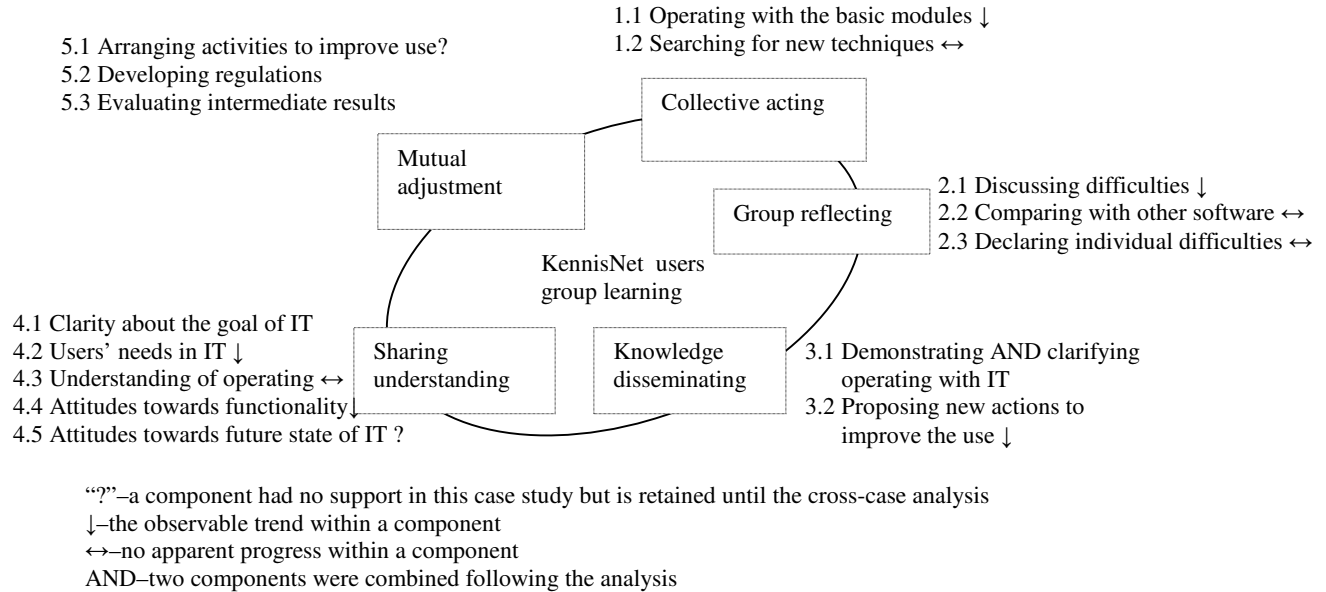 1.1 Operating with the basic modules ↓
1.2 Searching for new techniques ↔
5.1 Arranging activities to improve use?
5.2 Developing regulations
5.3 Evaluating intermediate results
Collective acting
Mutual
adjustment
Group reflecting
2.1 Discussing difficulties ↓
2.2 Comparing with other software ↔
2.3 Declaring individual difficulties ↔
KennisNet users
group learning
4.1 Clarity about the goal of IT
4.2 Users' needs in IT ↓
4.3 Understanding of operating ↔
4.4 Attitudes towards functionality↓
4.5 Attitudes towards future state of IT ?
Sharing
understanding
Knowledge
disseminating
3.1 Demonstrating AND clarifying
operating with IT
3.2 Proposing new actions to
improve the use ↓
“?”–a component had no support in this case study but is retained until the cross-case analysis
↓–the observable trend within a component
↔–no apparent progress within a component
AND–two components were combined following the analysis